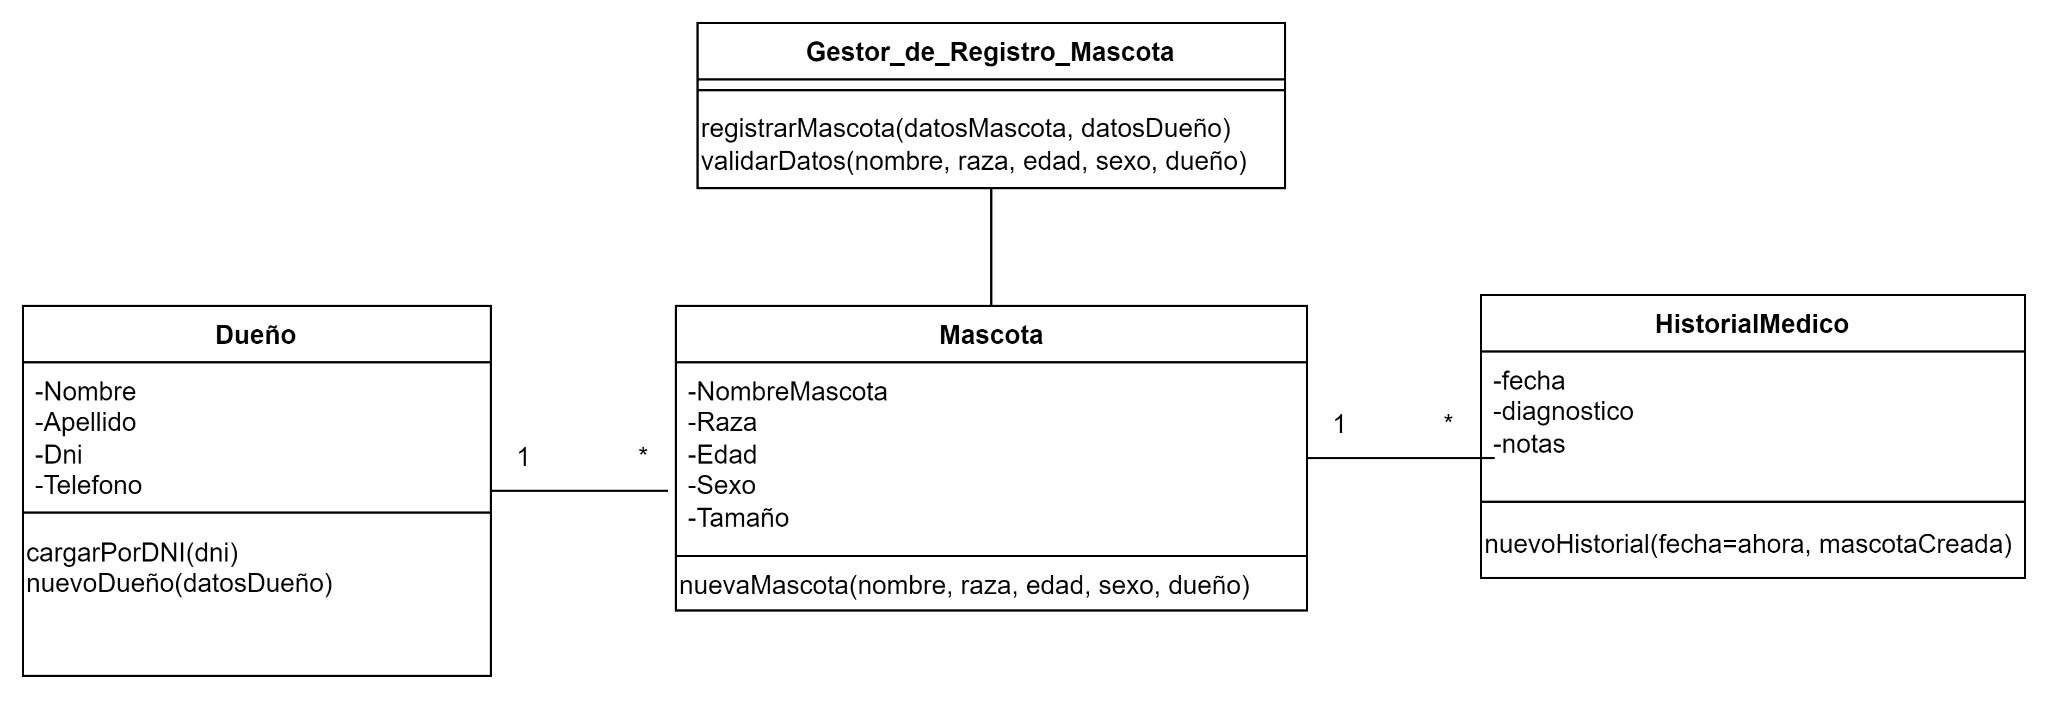 Gestor_de_Registro_Mascota
registrarMascota(datosMascota, datosDueño)
validarDatos(nombre, raza, edad, sexo, dueño)
Dueño
-Nombre
-Apellido
-Dni
-Telefono
cargarPorDNI(dni)
nuevoDueño(datosDueño)
1
*
Mascota
-NombreMascota
-Raza
-Edad
-Sexo
-Tamaño
nuevaMascota(nombre, raza, edad, sexo, dueño)
1
*
HistorialMedico
-fecha
-diagnostico
-notas
nuevoHistorial(fecha=ahora, mascotaCreada)